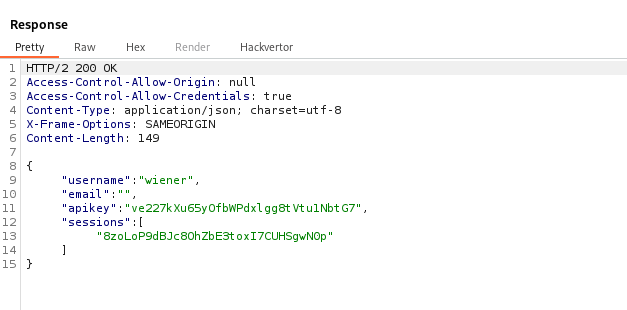 Response
Pretty Raw Hex Render Hackvertor
1 HTTP/2 200 OK
2 Access-Control-Allow-Origin: null
3 Access-Control-Allow-Credentials: true
4 Content-Type: application/json; charset=utf-8
5 X-Frame-Options: SAMEORIGIN
6 Content-Length: 149
7
8 {
9 "username":"wiener",
10 "email":"",
11 "apikey":"ve227kXu65yOfbWPdxlgg8tVtu1NbtG7",
12 "sessions":[
13 "8zoLoP9dBJc8OhZbE3toxI7CUHSgwN0p"
14 ]
15 }